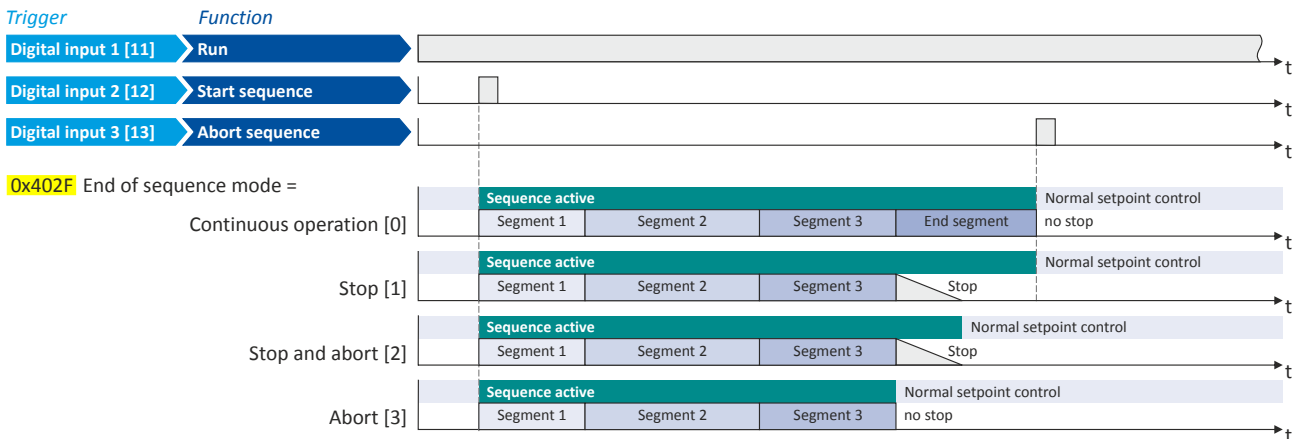 Trigger Function
Digital input 1 [11] Run
t
Digital input 2 [12] Start sequence
t
Digital input 3 [13] Abort sequence
t
0x402F End of sequence mode =
Sequence active Normal setpoint control
Continuous operation [0] Segment 1 Segment 2 Segment 3 End segment no stop
t
Sequence active Normal setpoint control
Stop [1] Segment 1 Segment 2 Segment 3 Stop
t
Sequence active Normal setpoint control
Stop and abort [2] Segment 1 Segment 2 Segment 3 Stop
t
Sequence active Normal setpoint control
Abort [3] Segment 1 Segment 2 Segment 3 no stop
t